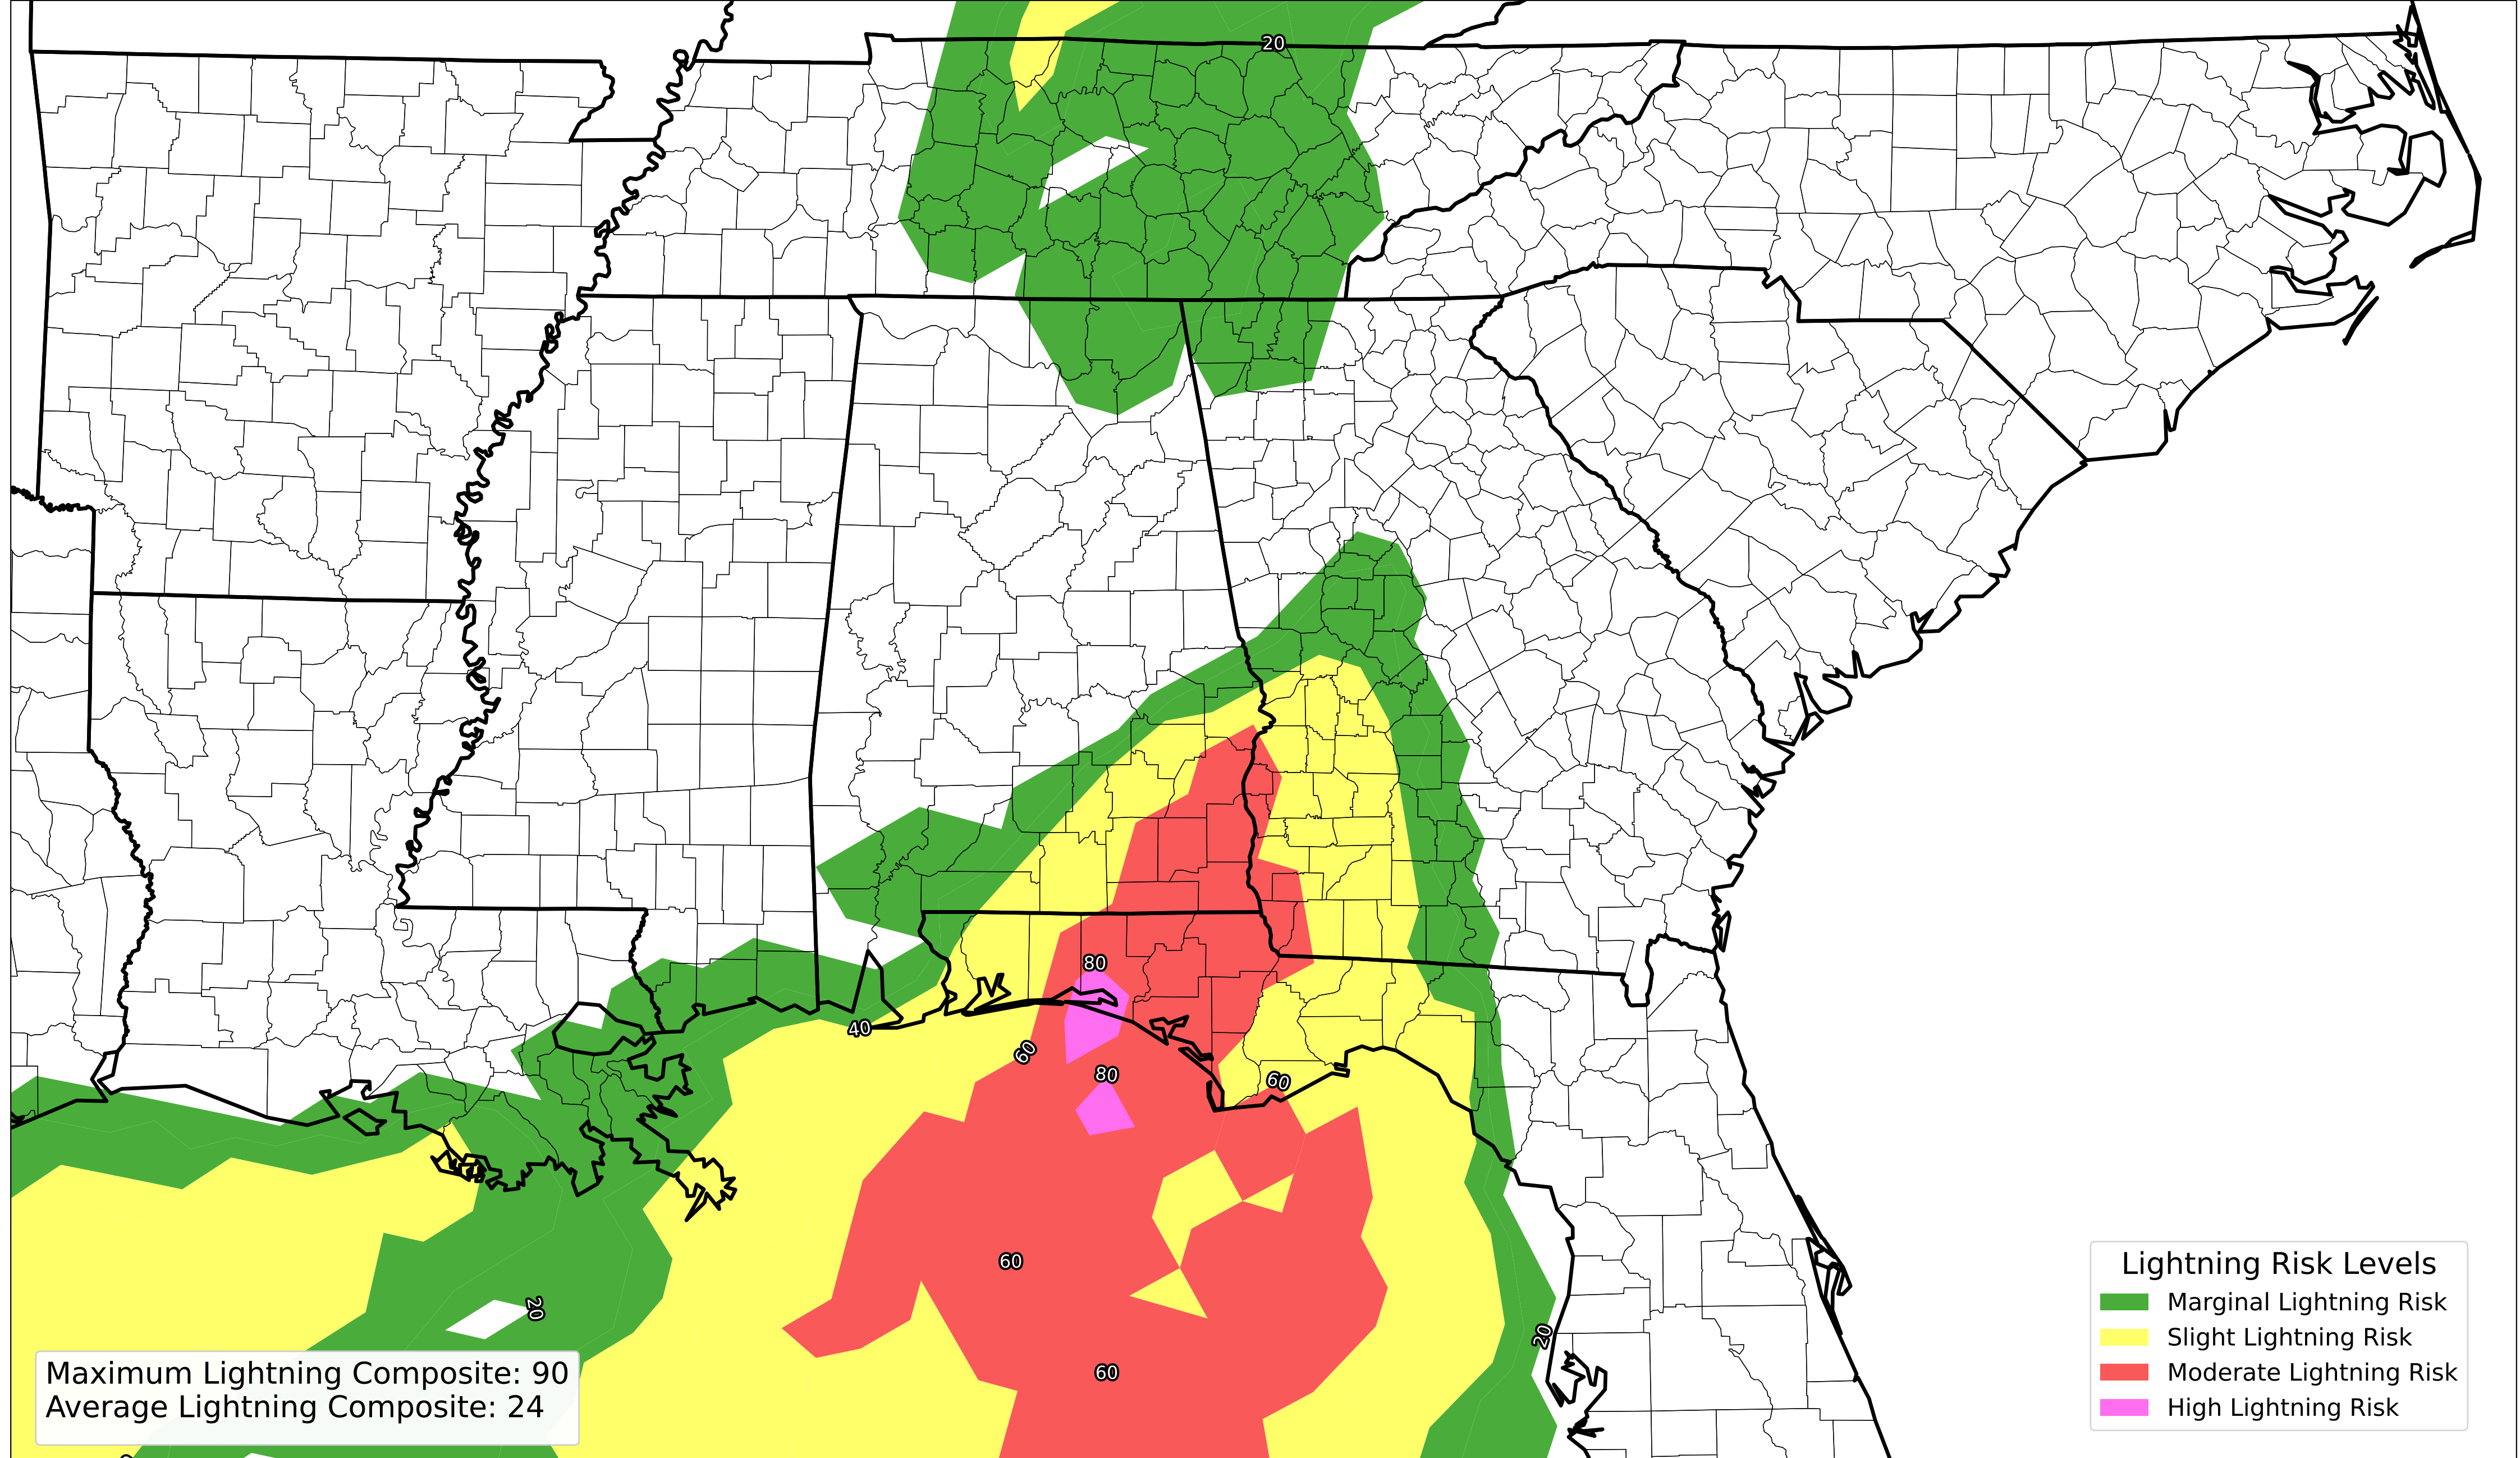 20
80
40
60
80
60
60
20
20
60
Lightning Risk Levels
Marginal Lightning Risk
Slight Lightning Risk
Moderate Lightning Risk
High Lightning Risk
Maximum Lightning Composite: 90
Average Lightning Composite: 24